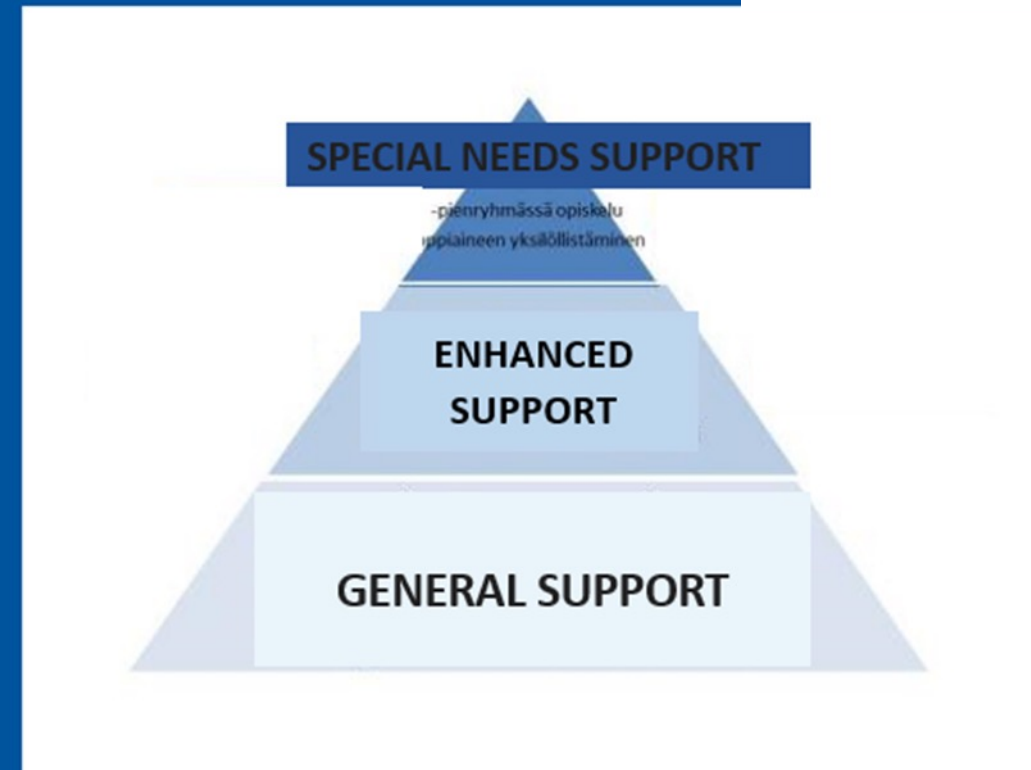 SPECIAL NEEDS SUPPORT
-pienryhmässä opiskelu
yksilöllistäminen
ENHANCED
SUPPORT
GENERAL SUPPORT